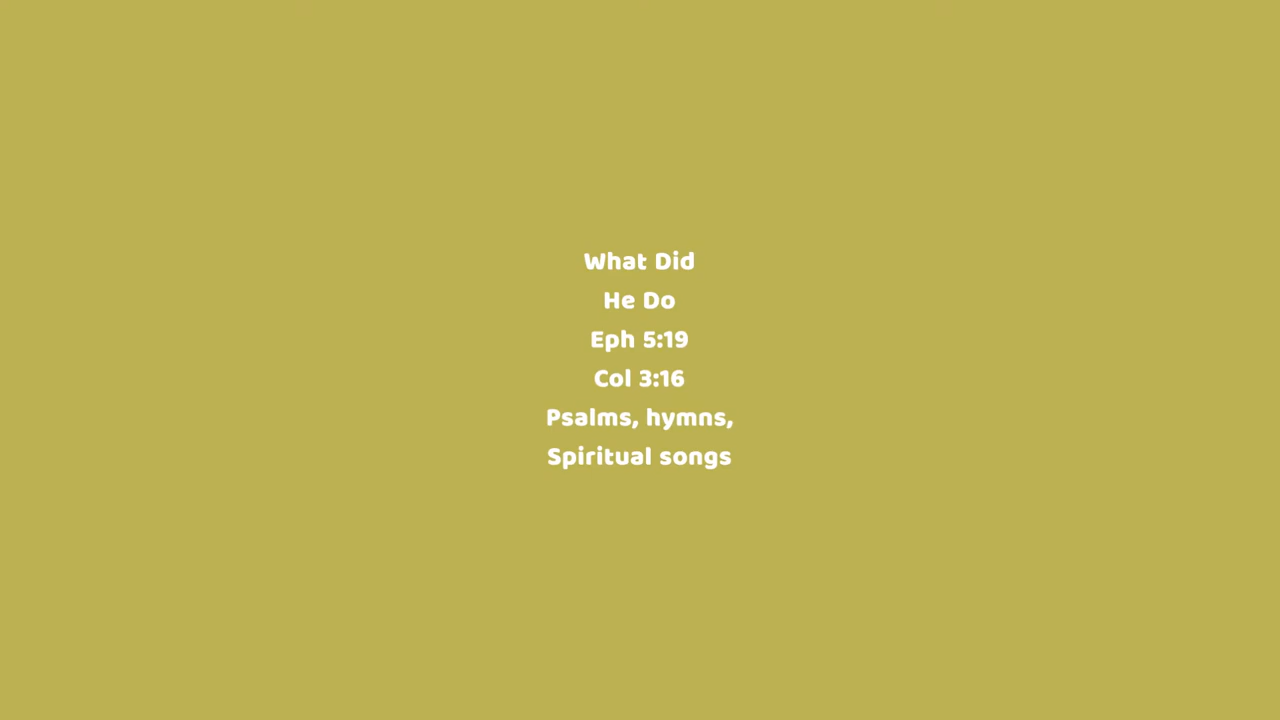 What Did
He Do
Eph 5:19
Col 3:16
Psalms, hymns,
Spiritual songs